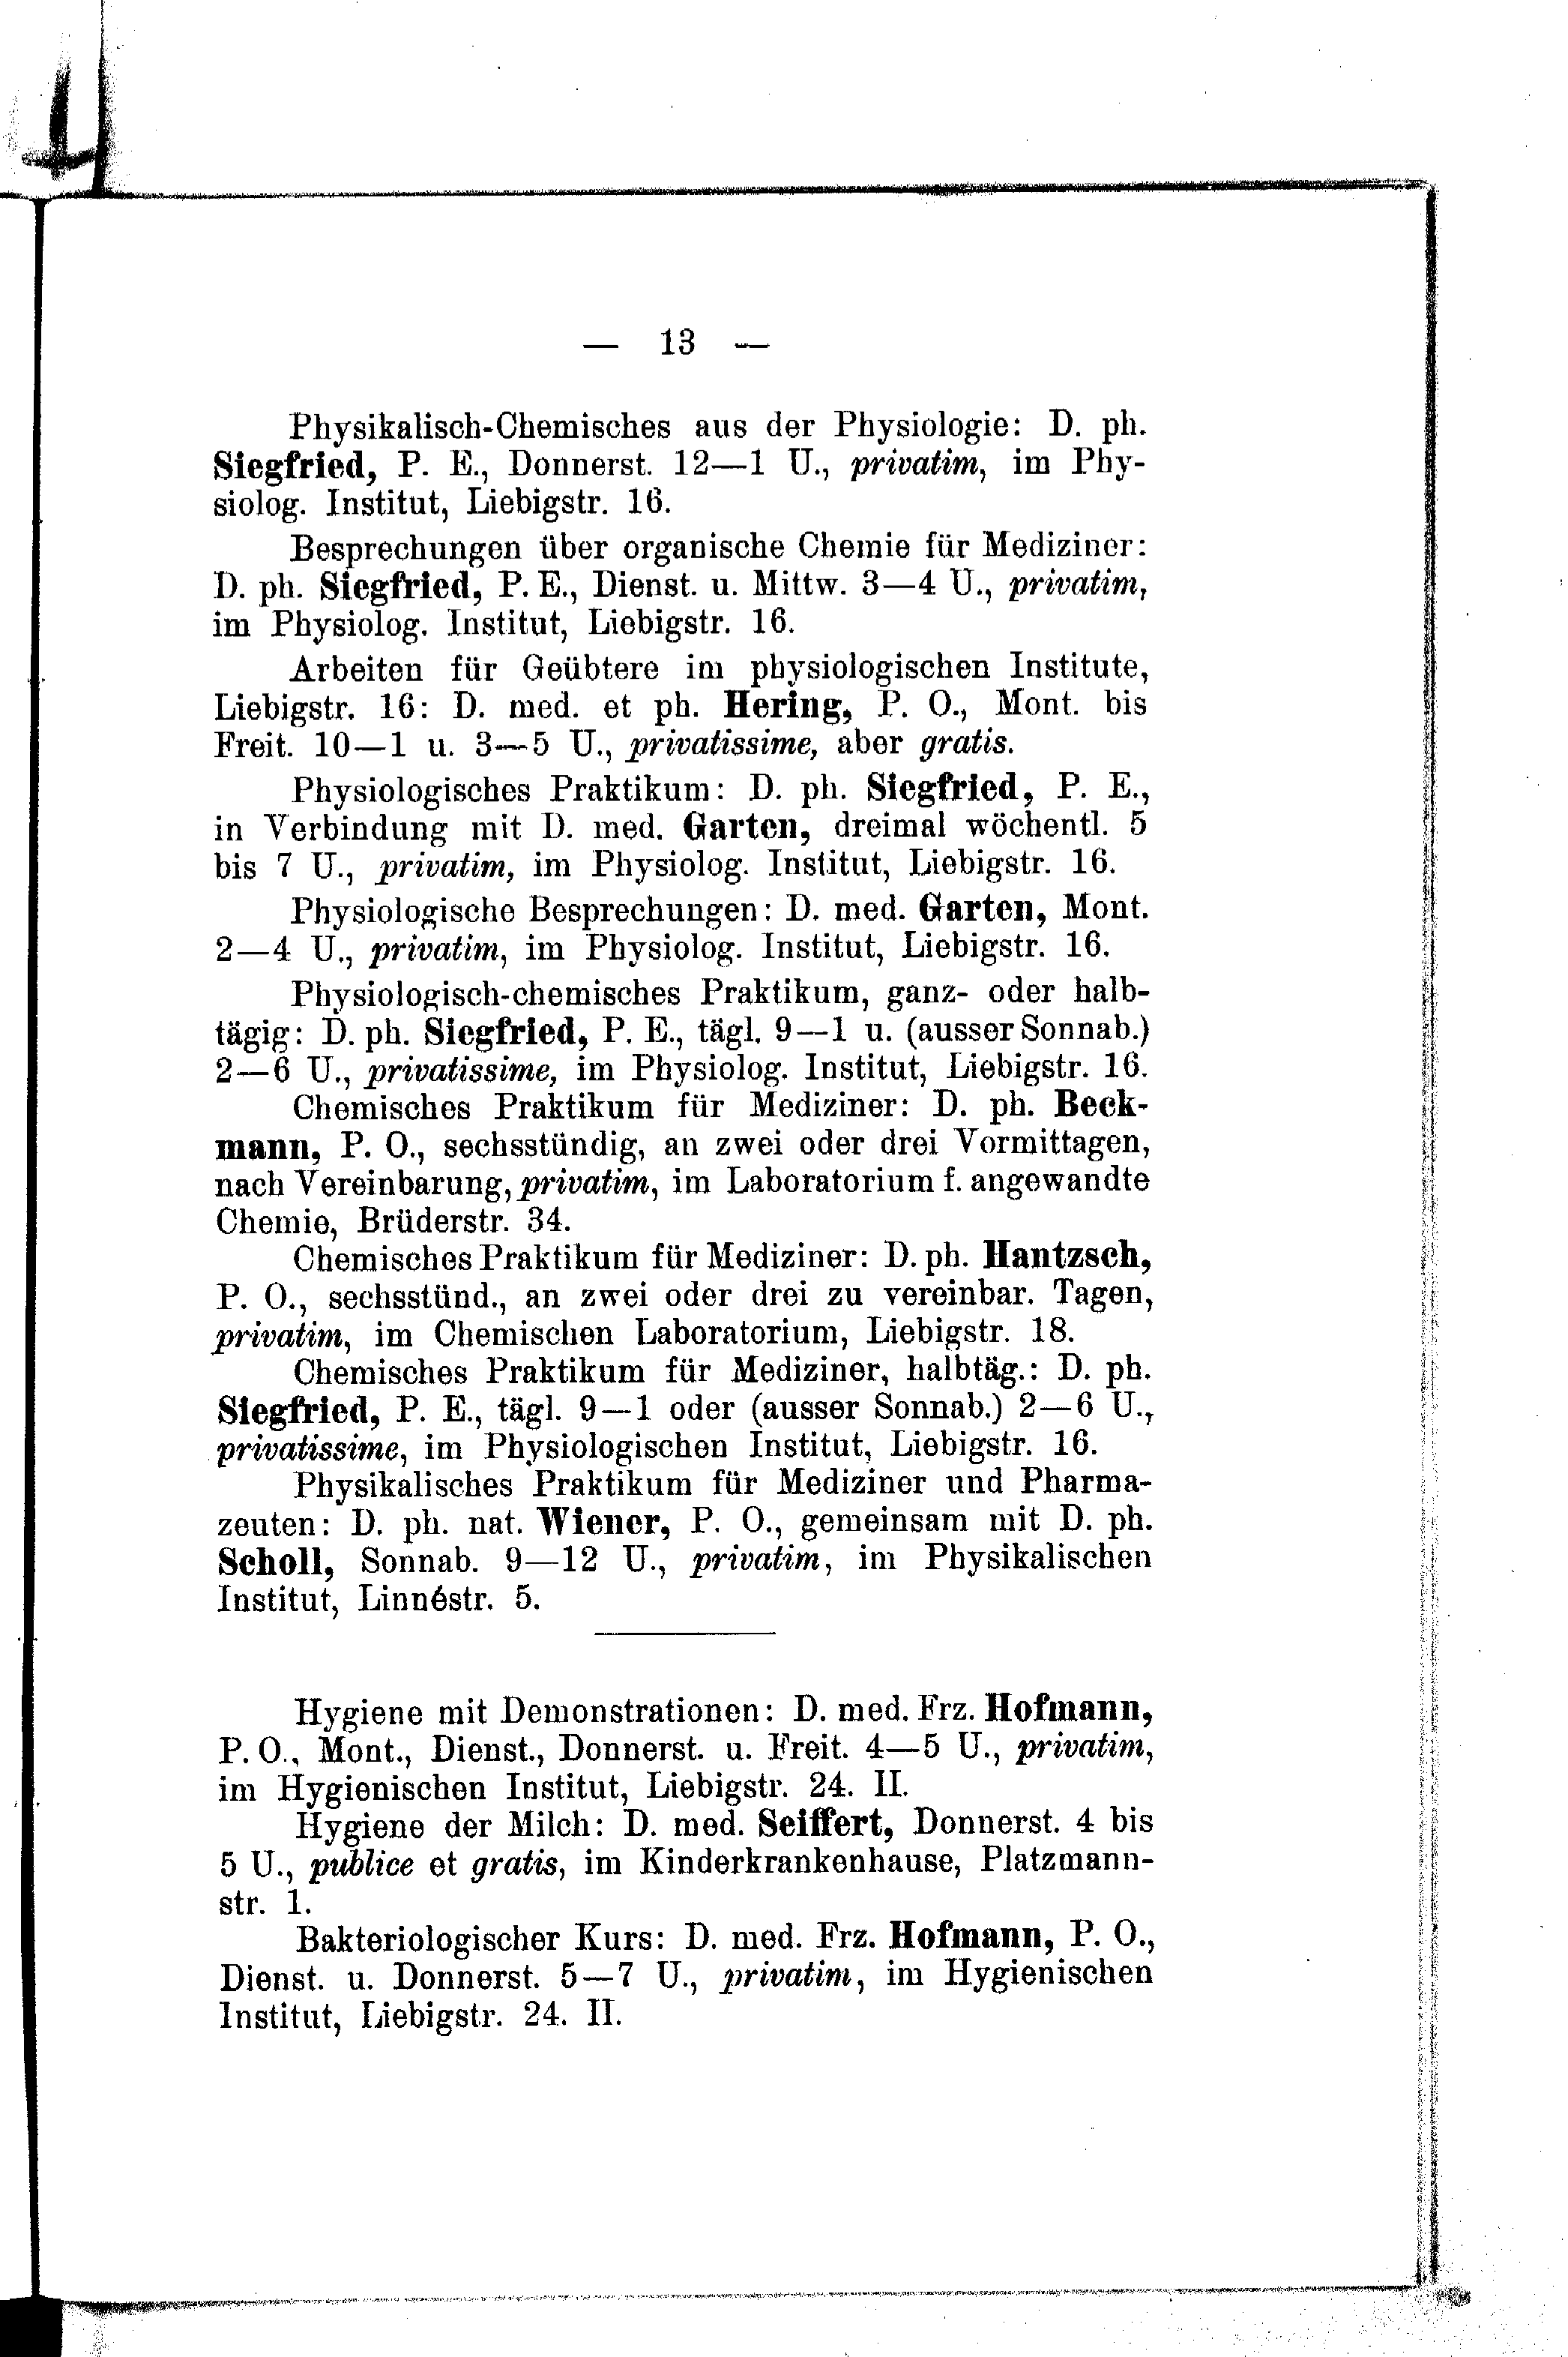 — 13 —
Physikalisch-Chemisches aus der Physiologie: D. ph.
Siegfried, P. E., Donnerst. 12—1 U., privatim, im Phy-
siolog. Institut, Liebigstr. 16.
Besprechungen über organische Chemie für Mediziner:
D. ph. Siegfried, P. E., Dienst. u. Mittw. 3—4 U., privatim,
im Physiolog. Institut, Liebigstr. 16.
Arbeiten für Geübtere im physiologischen Institute,
Liebigstr. 16: D. med. et ph. Hering, P. O., Mont. bis
Freit. 10—1 u. 3—5 U., privatissime, aber gratis.
Physiologisches Praktikum: D. ph. Siegfried, P. E.,
in Verbindung mit D. med. Garten, dreimal wöchentl. 5
bis 7 U., privatim, im Physiolog. Institut, Liebigstr. 16.
Physiologische Besprechungen: D. med. Garten, Mont.
2—4 U., privatim, im Physiolog. Institut, Liebigstr. 16.
Physiologisch-chemisches Praktikum, ganz- oder halb-
tägig: D. ph. Siegfried, P. E., tägl. 9—1 u. (ausser Sonnab.)
2—6 U., privatissime, im Physiolog. Institut, Liebigstr. 16.
Chemisches Praktikum für Mediziner: D. ph. Beck-
mann, P. O., sechsstündig, an zwei oder drei Vormittagen,
nach Vereinbarung, privatim, im Laboratorium f. angewandte
Chemie, Brüderstr. 34.
Chemisches Praktikum für Mediziner: D. ph. Hantzsch,
P. O., sechsstünd., an zwei oder drei zu vereinbar. Tagen,
privatim, im Chemischen Laboratorium, Liebigstr. 18.
Chemisches Praktikum für Mediziner, halbtäg.: D. ph.
Siegfried, P. E., tägl. 9—1 oder (ausser Sonnab.) 2—6 U.,
privatissime, im Physiologischen Institut, Liebigstr. 16.
Physikalisches Praktikum für Mediziner und Pharma-
zeuten: D. ph. nat. Wiener, P. O., gemeinsam mit D. ph.
Scholl, Sonnab. 9—12 U., privatim, im Physikalischen
Institut, Linnéstr. 5.
Hygiene mit Demonstrationen: D. med. Frz. Hofmann,
P. O., Mont., Dienst., Donnerst. u. Freit. 4—5 U., privatim,
im Hygienischen Institut, Liebigstr. 24. II.
Hygiene der Milch: D. med. Seiffert, Donnerst. 4 bis
5 U., publice et gratis, im Kinderkrankenhause, Platzmann-
str. 1.
Bakteriologischer Kurs: D. med. Frz. Hofmann, P. O.,
Dienst. u. Donnerst. 5—7 U., privatim, im Hygienischen
Institut, Liebigstr. 24. II.